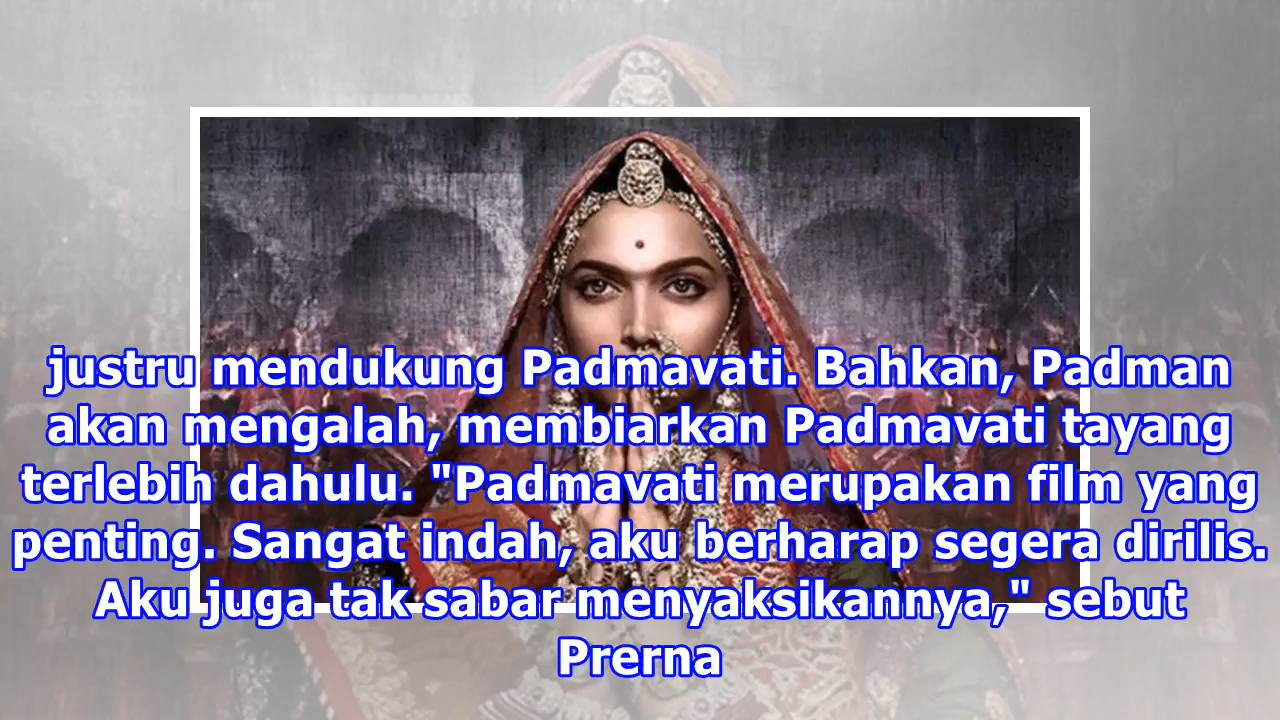 justru mendukung Padmavati. Bahkan, Padman
akan mengalah, membiarkan Padmavati tayang
terlebih dahulu. "Padmavati merupakan film yang
penting. Sangat indah, aku berharap segera dirilis.
Aku juga tak sabar menyaksikannya," sebut
Prerna